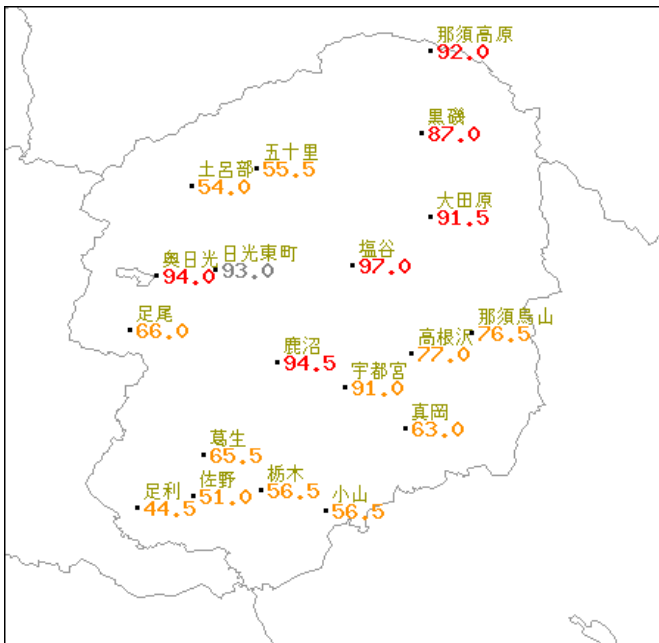 那須高原
92.0
黒磯
87.0
五十里
55.5
土呂部
54.0
大田原
91.5
日光東町
93.0
奥日光
94.0
塩谷
97.0
足尾
66.0
那須烏山
76.5
高根沢
77.0
鹿沼
94.5
宇都宮
91.0
真岡
63.0
葛生
65.5
佐野
51.0
栃木
56.5
足利
44.5
小山
56.5